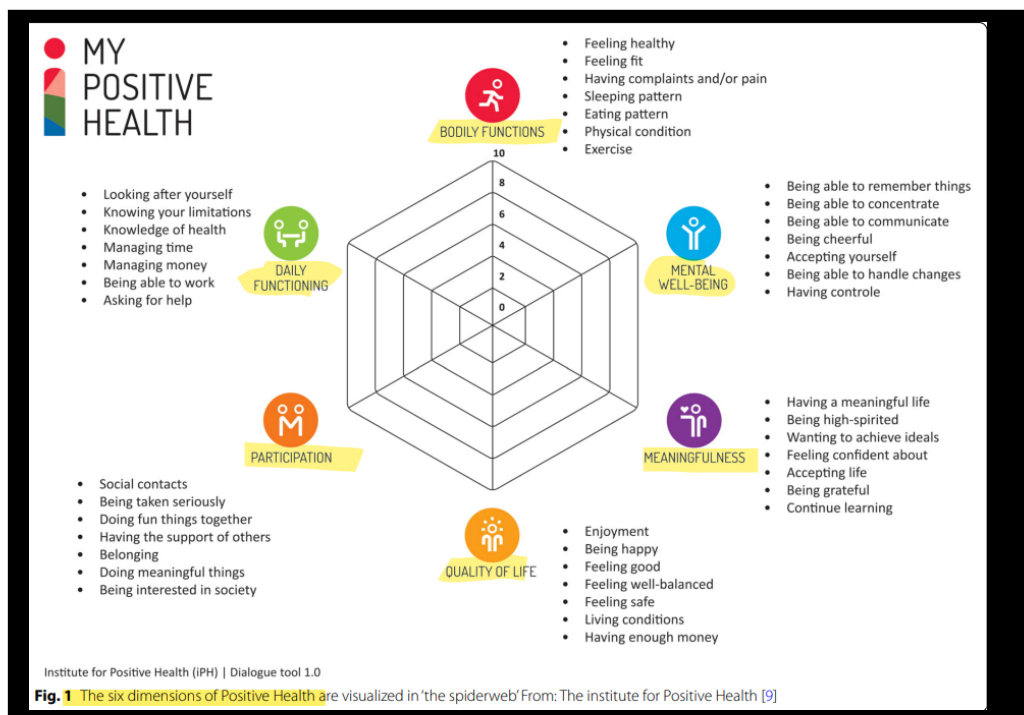 MY
POSITIVE
HEALTH
BODILY FUNCTIONS
• Feeling healthy
• Feeling fit
• Having complaints and/or pain
• Sleeping pattern
• Eating pattern
• Physical condition
• Exercise
10
8
6
4
2
0
MENTAL
WELL-BEING
• Being able to remember things
• Being able to concentrate
• Being able to communicate
• Being cheerful
• Accepting yourself
• Being able to handle changes
• Having controle
MEANINGFULNESS
• Having a meaningful life
• Being high-spirited
• Wanting to achieve ideals
• Feeling confident about
• Accepting life
• Being grateful
• Continue learning
QUALITY OF LIFE
• Enjoyment
• Being happy
• Feeling good
• Feeling well-balanced
• Feeling safe
• Living conditions
• Having enough money
PARTICIPATION
• Social contacts
• Being taken seriously
• Doing fun things together
• Having the support of others
• Belonging
• Doing meaningful things
• Being interested in society
DAILY
FUNCTIONING
• Looking after yourself
• Knowing your limitations
• Knowledge of health
• Managing time
• Managing money
• Being able to work
• Asking for help
Institute for Positive Health (iPH) | Dialogue tool 1.0
Fig. 1 The six dimensions of Positive Health are visualized in ‘the spiderweb’ From: The institute for Positive Health [9]